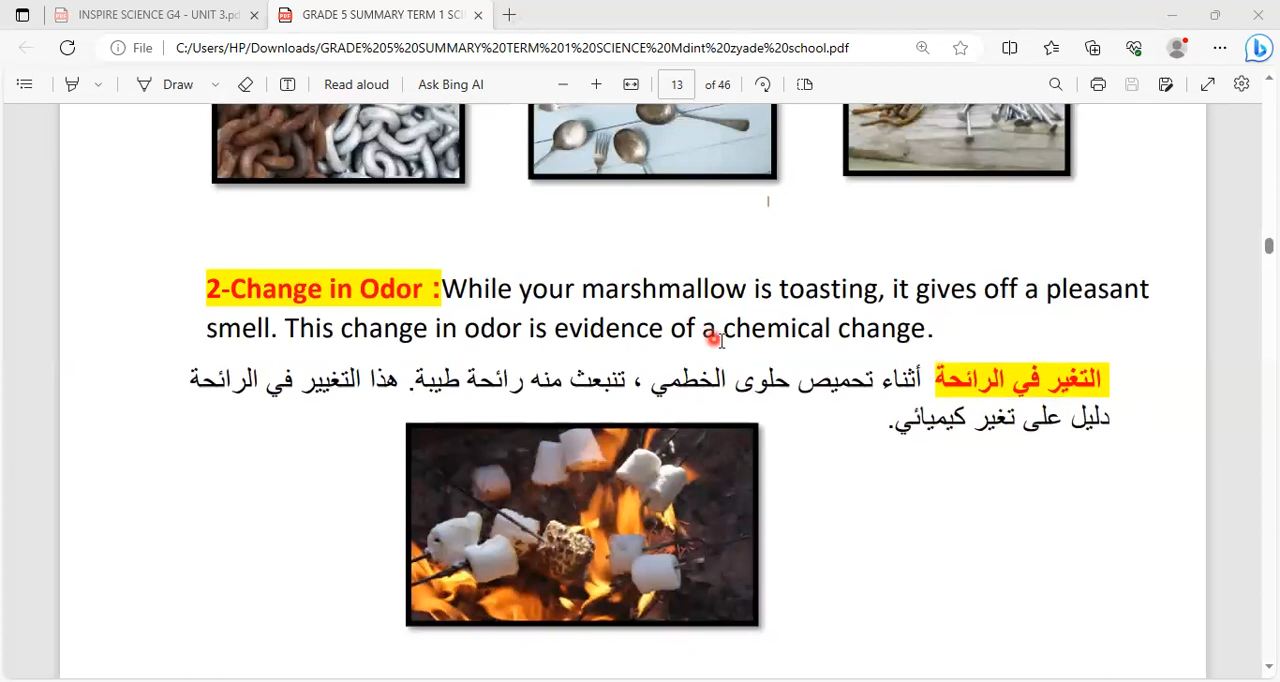 INSPIRE SCIENCE G4 - UNIT 3.pd
GRADE 5 SUMMARY TERM 1 SCI
File
C:/Users/HP/Downloads/GRADE%205%20SUMMARY%20TERM%201%20SCIENCE%20Mdint%20zyade%20school.pdf
Draw
Read aloud
Ask Bing AI
13 of 46
2-Change in Odor :While your marshmallow is toasting, it gives off a pleasant
smell. This change in odor is evidence of a chemical change.
التغير في الرائحة أثناء تحميص حلوى الخطمي ، تنبعث منه رائحة طيبة. هذا التغيير في الرائحة
دليل على تغير كيميائي.